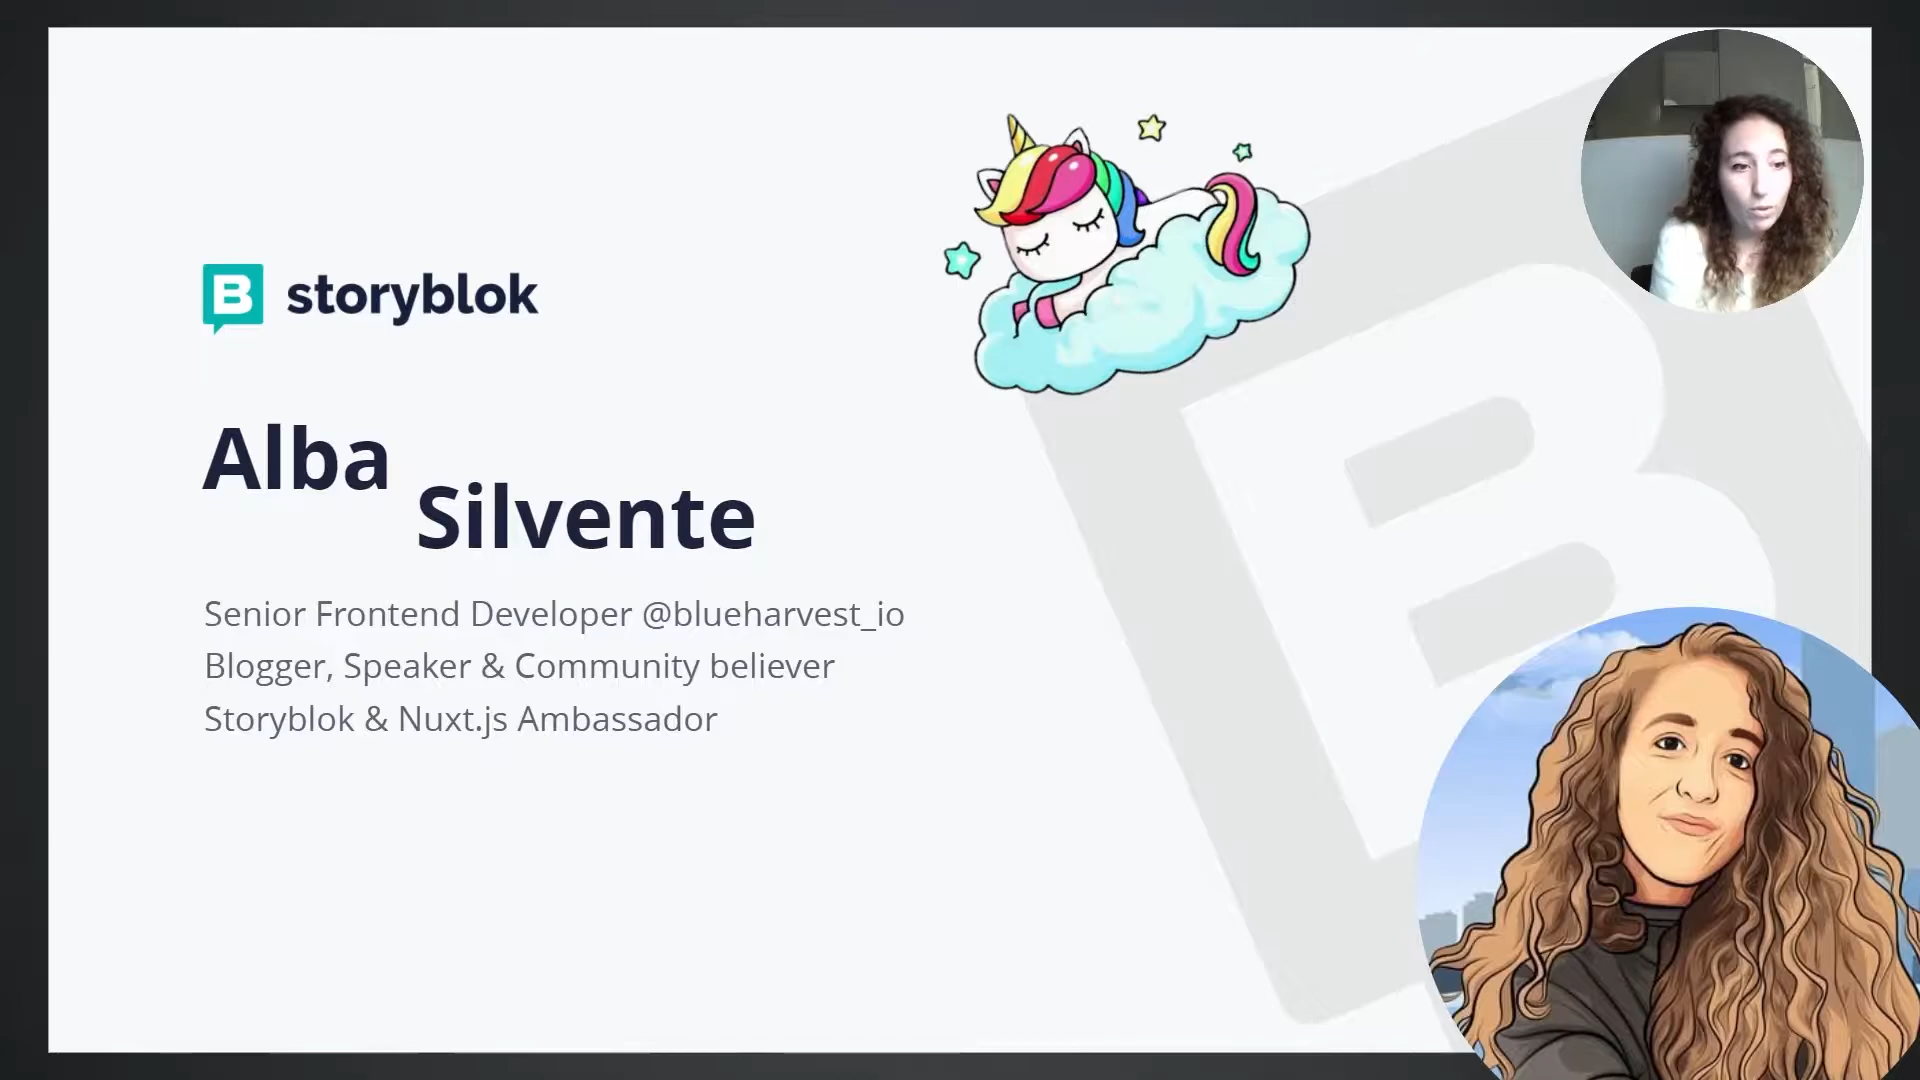 storyblok
Alba
Silvente
Senior Frontend Developer @blueharvest_io
Blogger, Speaker & Community believer
Storyblok & Nuxt.js Ambassador